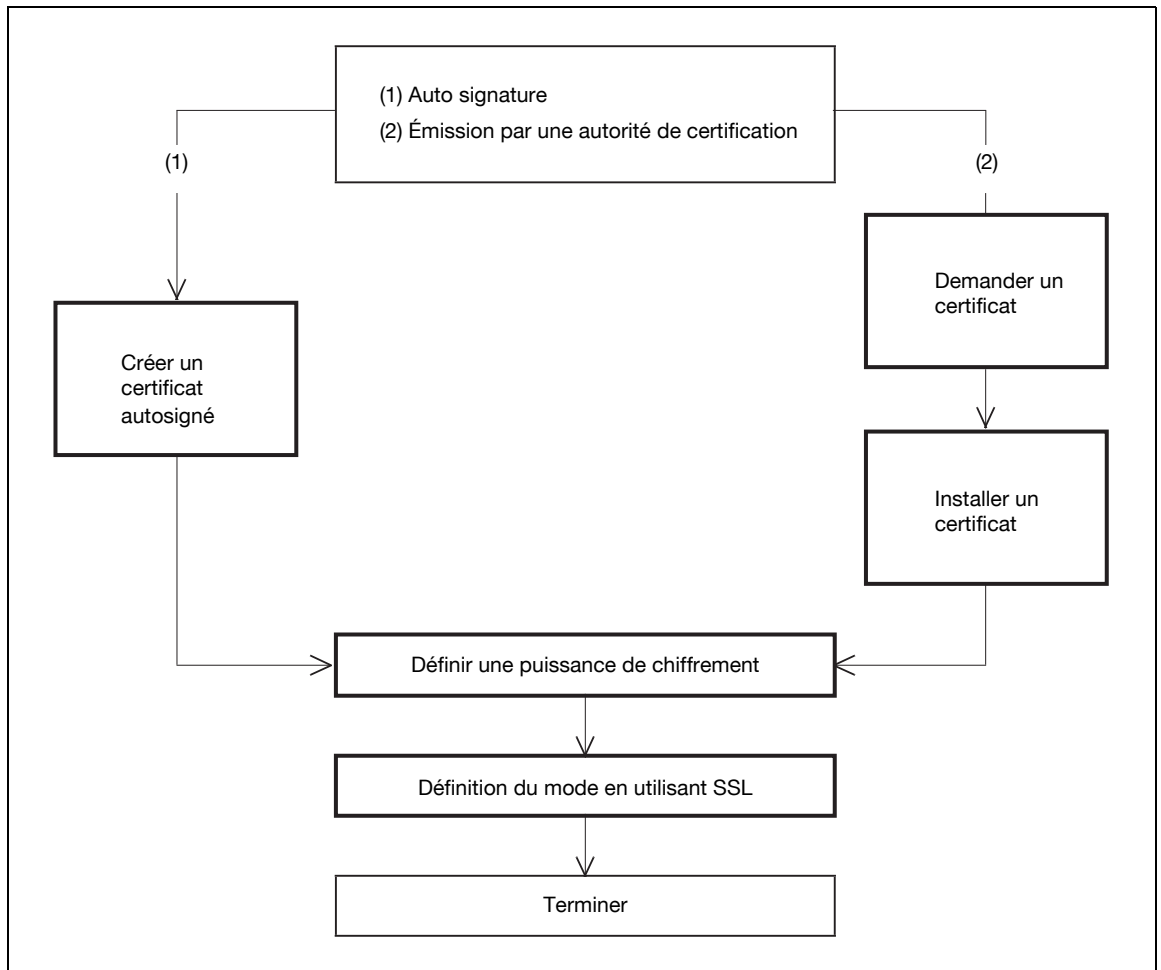 (1) Auto signature
(2) Émission par une autorité de certification
(1)
(2)
Demander un
certificat
Créer un
certificat
autosigné
Installer un
certificat
Définir une puissance de chiffrement
Définition du mode en utilisant SSL
Terminer